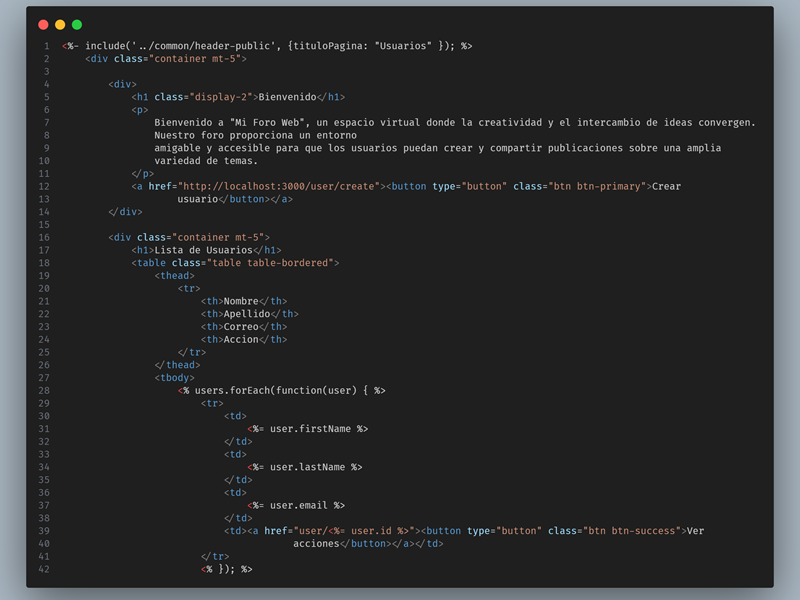 1 <%- include('../common/header-public', {tituloPagina: "Usuarios" }); %>
2 <div class="container mt-5">
3
4 <div>
5 <h1 class="display-2">Bienvenido</h1>
6 <p>
7 Bienvenido a "Mi Foro Web", un espacio virtual donde la creatividad y el intercambio de ideas convergen.
8 Nuestro foro proporciona un entorno
9 amigable y accesible para que los usuarios puedan crear y compartir publicaciones sobre una amplia
10 variedad de temas.
11 </p>
12 <a href="http://localhost:3000/user/create"><button type="button" class="btn btn-primary">Crear
13 usuario</button></a>
14 </div>
15
16 <div class="container mt-5">
17 <h1>Lista de Usuarios</h1>
18 <table class="table table-bordered">
19 <thead>
20 <tr>
21 <th>Nombre</th>
22 <th>Apellido</th>
23 <th>Correo</th>
24 <th>Accion</th>
25 </tr>
26 </thead>
27 <tbody>
28 <% users.forEach(function(user) { %>
29 <tr>
30 <td>
31 <%= user.firstName %>
32 </td>
33 <td>
34 <%= user.lastName %>
35 </td>
36 <td>
37 <%= user.email %>
38 </td>
39 <td><a href="user/<%= user.id %>"><button type="button" class="btn btn-success">Ver
40 acciones</button></a></td>
41 </tr>
42 <% }); %>